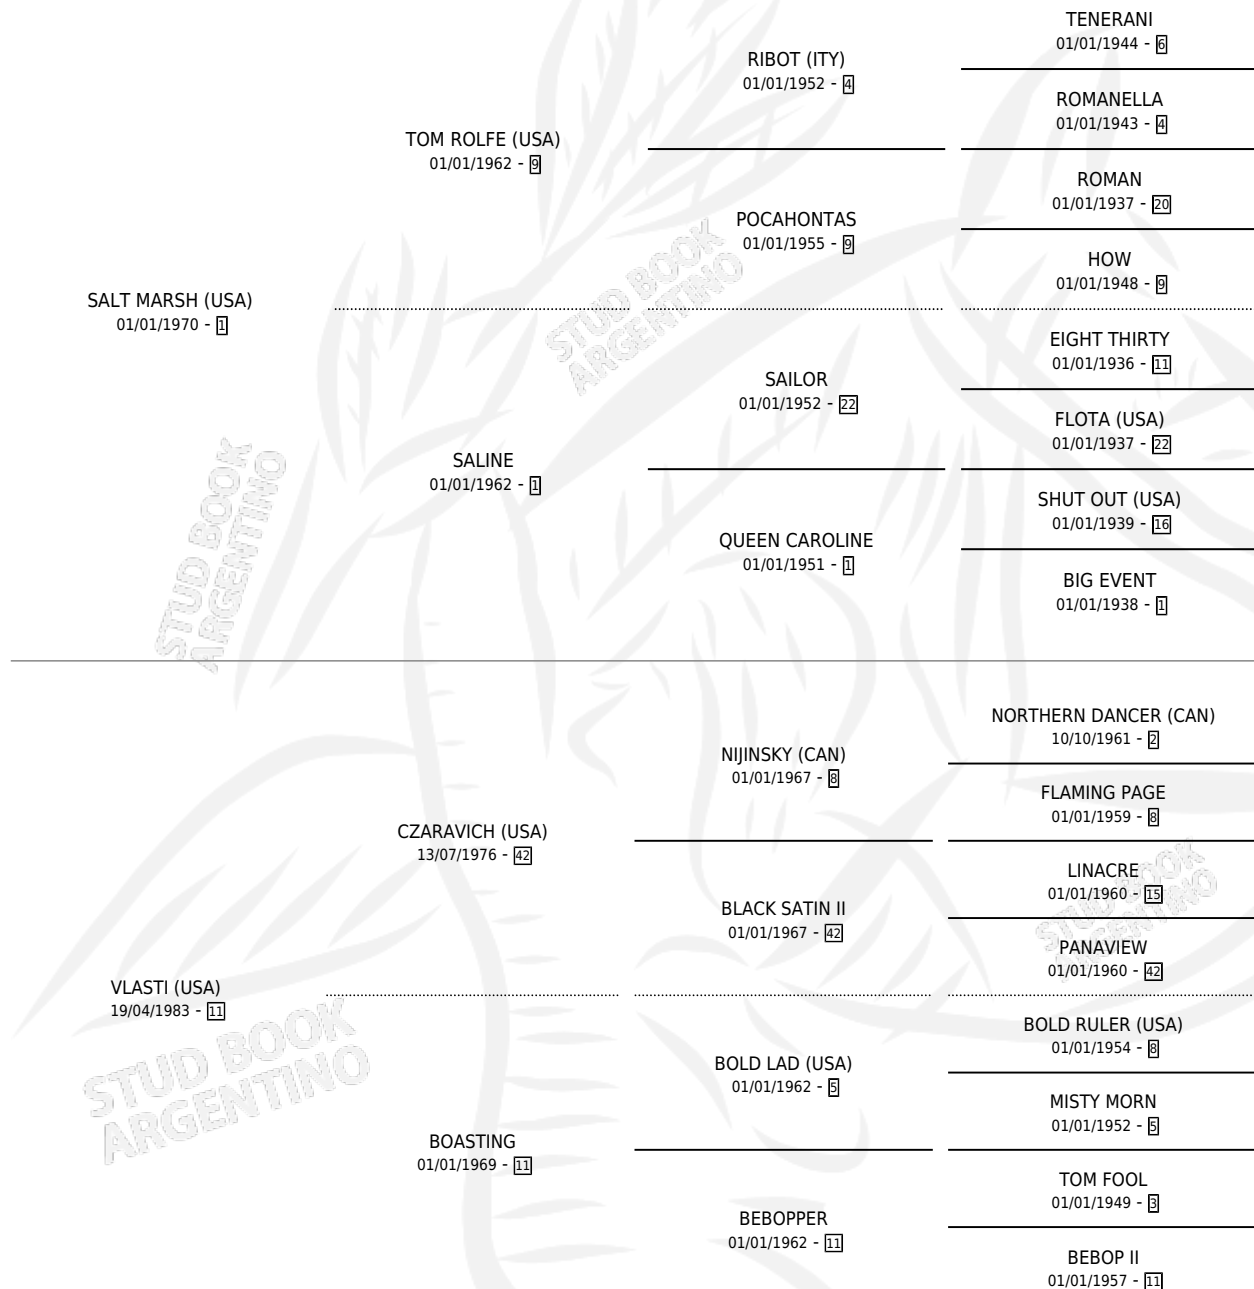 TENERANI
01/01/1944 - 6
RIBOT (ITY)
01/01/1952 - 4
ROMANELLA
01/01/1943 - 4
TOM ROLFE (USA)
01/01/1962 - 9
ROMAN
01/01/1937 - 20
POCAHONTAS
01/01/1955 - 9
HOW
01/01/1948 - 9
SALT MARSH (USA)
01/01/1970 - 1
EIGHT THIRTY
01/01/1936 - 11
SAILOR
01/01/1952 - 22
FLOTA (USA)
01/01/1937 - 22
SALINE
01/01/1962 - 1
SHUT OUT (USA)
01/01/1939 - 16
QUEEN CAROLINE
01/01/1951 - 1
BIG EVENT
01/01/1938 - 1
STUD BOOK
ARGENTINO
STUD BOOK
ARGENTINO
NORTHERN DANCER (CAN)
10/10/1961 - 2
NIJINSKY (CAN)
01/01/1967 - 8
FLAMING PAGE
01/01/1959 - 8
CZARAVICH (USA)
13/07/1976 - 42
LINACRE
01/01/1960 - 15
BLACK SATIN II
01/01/1967 - 42
PANAVIEW
01/01/1960 - 42
VLASTI (USA)
19/04/1983 - 11
BOLD RULER (USA)
01/01/1954 - 8
BOLD LAD (USA)
01/01/1962 - 5
MISTY MORN
01/01/1952 - 5
BOASTING
01/01/1969 - 11
TOM FOOL
01/01/1949 - 3
BEBOPPER
01/01/1962 - 11
BEBOP II
01/01/1957 - 11
STUD BOOK
ARGENTINO
STUD BOOK
ARGENTINO